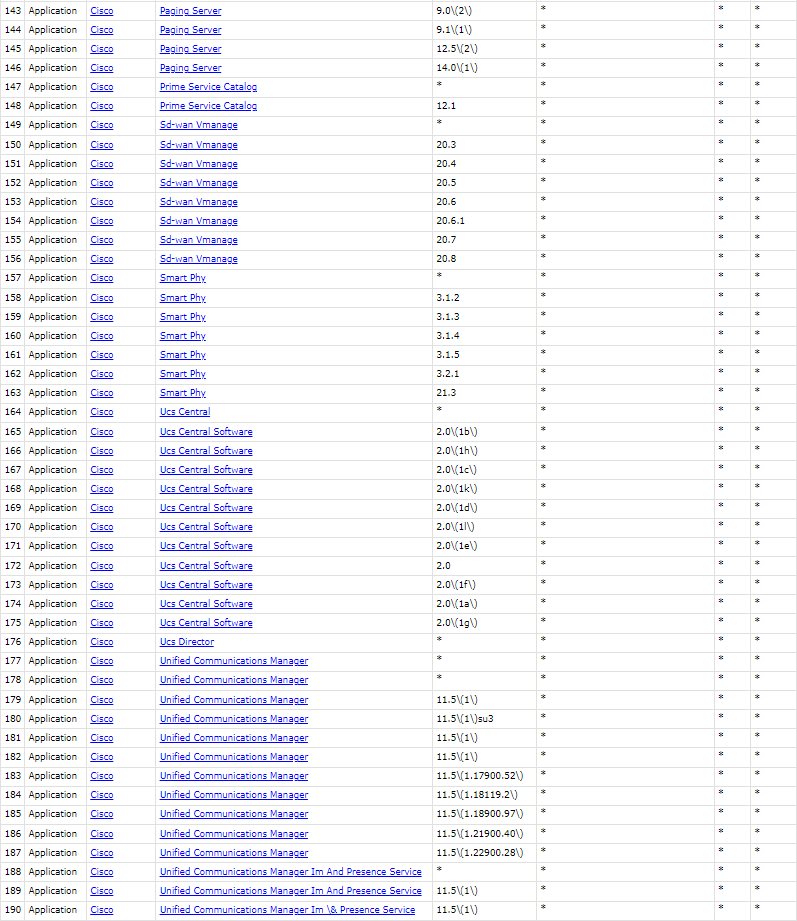 143 Application Cisco Paging Server 9.0\(2\) * * *
144 Application Cisco Paging Server 9.1\(1\) * * *
145 Application Cisco Paging Server 12.5\(2\) * * *
146 Application Cisco Paging Server 14.0\(1\) * * *
147 Application Cisco Prime Service Catalog * * * *
148 Application Cisco Prime Service Catalog 12.1 * * *
149 Application Cisco Sd-wan Vmanage * * * *
150 Application Cisco Sd-wan Vmanage 20.3 * * *
151 Application Cisco Sd-wan Vmanage 20.4 * * *
152 Application Cisco Sd-wan Vmanage 20.5 * * *
153 Application Cisco Sd-wan Vmanage 20.6 * * *
154 Application Cisco Sd-wan Vmanage 20.6.1 * * *
155 Application Cisco Sd-wan Vmanage 20.7 * * *
156 Application Cisco Sd-wan Vmanage 20.8 * * *
157 Application Cisco Smart Phy * * * *
158 Application Cisco Smart Phy 3.1.2 * * *
159 Application Cisco Smart Phy 3.1.3 * * *
160 Application Cisco Smart Phy 3.1.4 * * *
161 Application Cisco Smart Phy 3.1.5 * * *
162 Application Cisco Smart Phy 3.2.1 * * *
163 Application Cisco Smart Phy 21.3 * * *
164 Application Cisco Ucs Central * * * *
165 Application Cisco Ucs Central Software 2.0\(1b\) * * *
166 Application Cisco Ucs Central Software 2.0\(1h\) * * *
167 Application Cisco Ucs Central Software 2.0\(1c\) * * *
168 Application Cisco Ucs Central Software 2.0\(1k\) * * *
169 Application Cisco Ucs Central Software 2.0\(1d\) * * *
170 Application Cisco Ucs Central Software 2.0\(1l\) * * *
171 Application Cisco Ucs Central Software 2.0\(1e\) * * *
172 Application Cisco Ucs Central Software 2.0 * * *
173 Application Cisco Ucs Central Software 2.0\(1f\) * * *
174 Application Cisco Ucs Central Software 2.0\(1a\) * * *
175 Application Cisco Ucs Central Software 2.0\(1g\) * * *
176 Application Cisco Ucs Director * * * *
177 Application Cisco Unified Communications Manager * * * *
178 Application Cisco Unified Communications Manager * * * *
179 Application Cisco Unified Communications Manager 11.5\(1\) * * *
180 Application Cisco Unified Communications Manager 11.5\(1\)su3 * * *
181 Application Cisco Unified Communications Manager 11.5\(1\) * * *
182 Application Cisco Unified Communications Manager 11.5\(1\) * * *
183 Application Cisco Unified Communications Manager 11.5\(1.17900.52\) * * *
184 Application Cisco Unified Communications Manager 11.5\(1.18119.2\) * * *
185 Application Cisco Unified Communications Manager 11.5\(1.18900.97\) * * *
186 Application Cisco Unified Communications Manager 11.5\(1.21900.40\) * * *
187 Application Cisco Unified Communications Manager 11.5\(1.22900.28\) * * *
188 Application Cisco Unified Communications Manager Im And Presence Service * * * *
189 Application Cisco Unified Communications Manager Im And Presence Service 11.5\(1\) * * *
190 Application Cisco Unified Communications Manager Im \& Presence Service 11.5\(1\) * * *